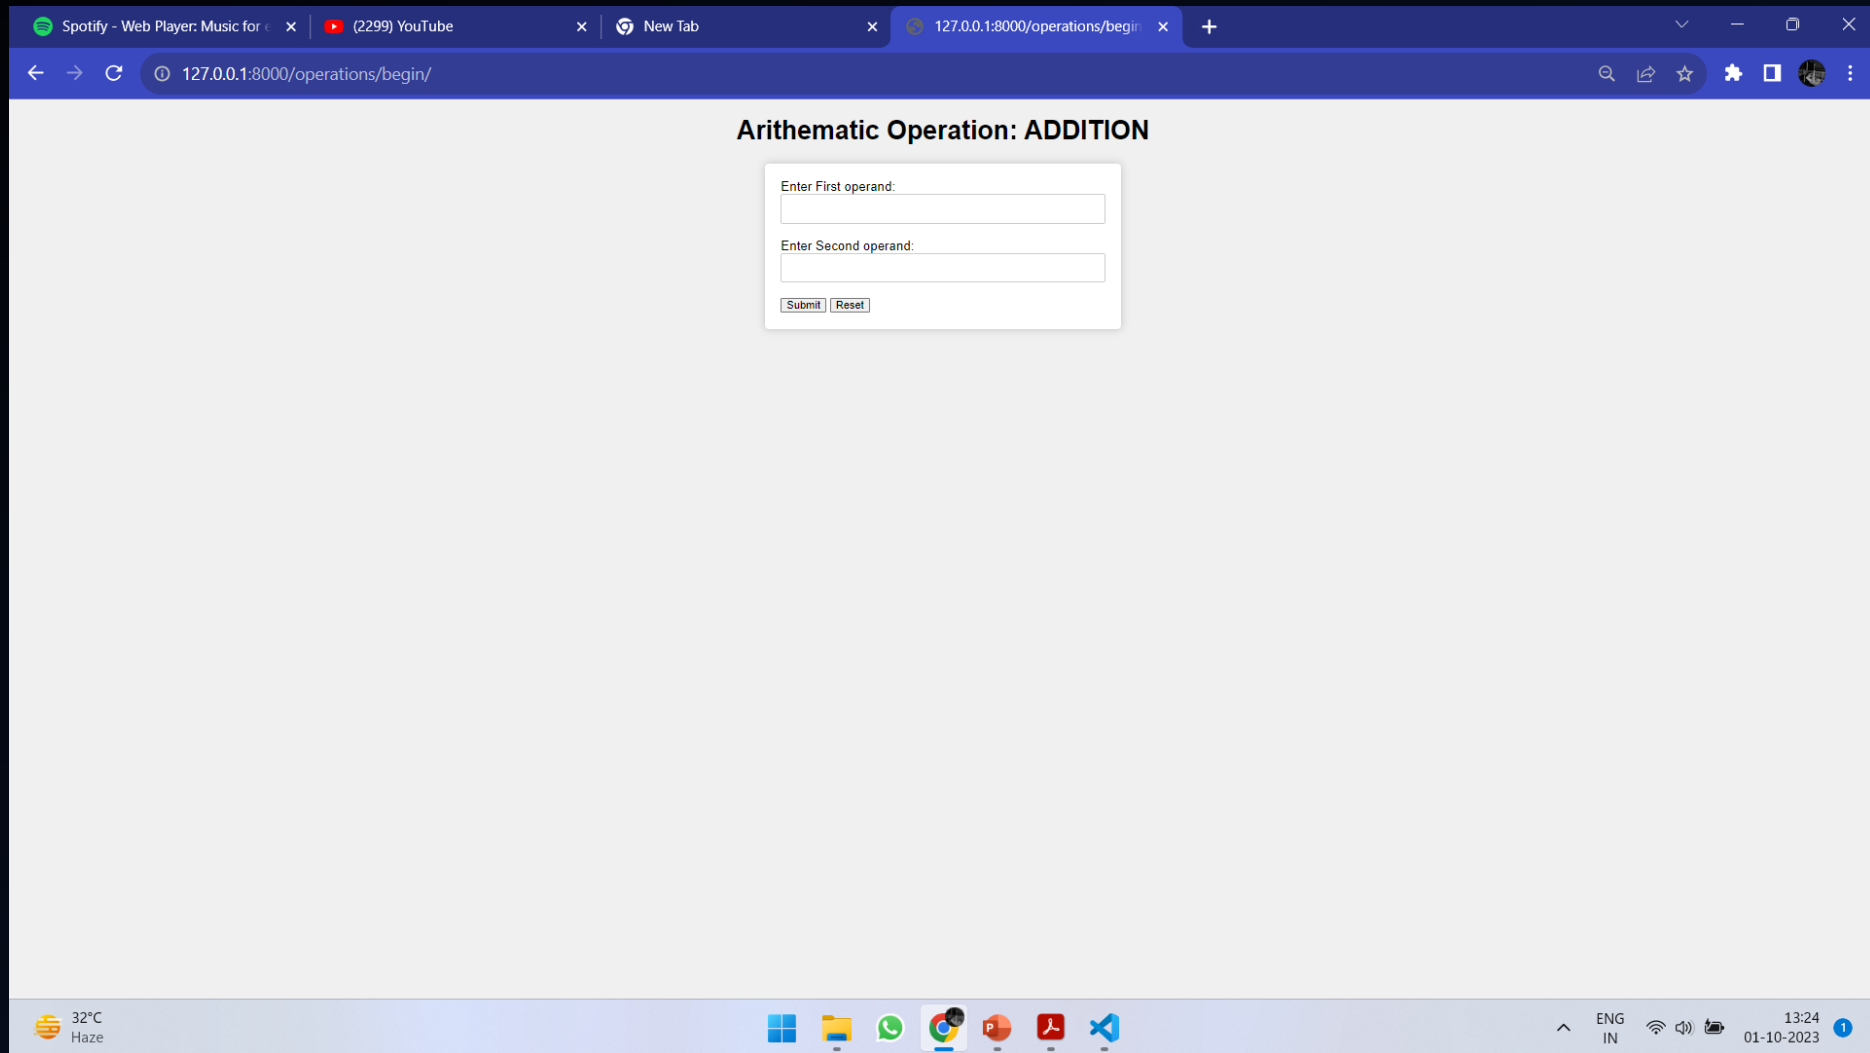 Spotify - Web Player: Music for e
(2299) YouTube
New Tab
127.0.0.1:8000/operations/begin
127.0.0.1:8000/operations/begin/
Arithematic Operation: ADDITION
Enter First operand:
Enter Second operand:
Submit Reset
32°C
Haze
ENG
IN
13:24
01-10-2023
1